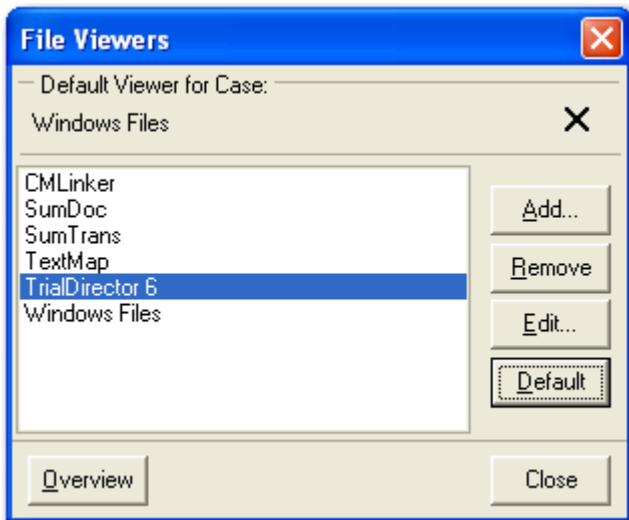 File Viewers
Default Viewer for Case:
Windows Files
CMLinker
SumDoc
SumTrans
TextMap
TrialDirector 6
Windows Files
Add...
Remove
Edit...
Default
Overview
Close